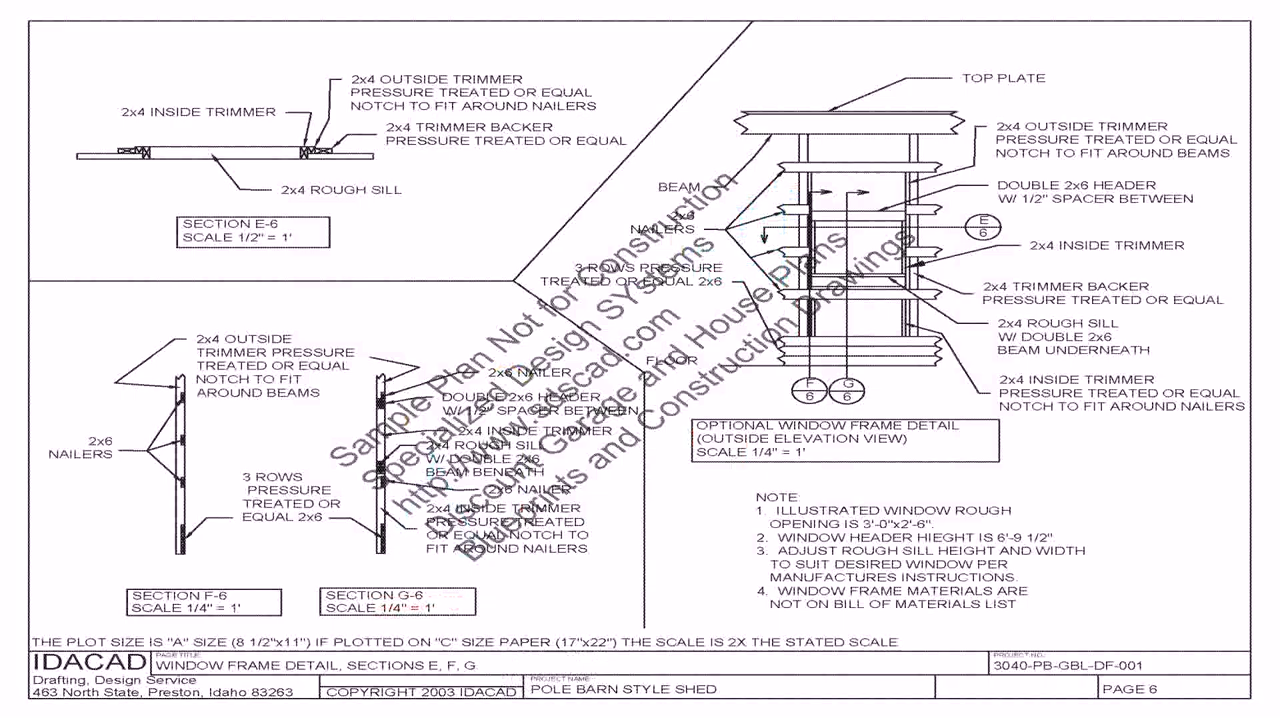 2x4 OUTSIDE TRIMMER
PRESSURE TREATED OR EQUAL
NOTCH TO FIT AROUND NAILERS
2x4 INSIDE TRIMMER
2x4 TRIMMER BACKER
PRESSURE TREATED OR EQUAL
2x4 ROUGH SILL
SECTION E-6
SCALE 1/2" = 1'
TOP PLATE
2x4 OUTSIDE TRIMMER
PRESSURE TREATED OR EQUAL
NOTCH TO FIT AROUND BEAMS
BEAM
DOUBLE 2x6 HEADER
W/ 1/2" SPACER BETWEEN
2x6
NAILERS
E
6
2x4 INSIDE TRIMMER
3 ROWS PRESSURE
TREATED OR EQUAL 2x6
2x4 TRIMMER BACKER
PRESSURE TREATED OR EQUAL
2x4 ROUGH SILL
W/ DOUBLE 2x6
BEAM UNDERNEATH
FLOOR
F
6
G
6
2x4 INSIDE TRIMMER
PRESSURE TREATED OR EQUAL
NOTCH TO FIT AROUND NAILERS
OPTIONAL WINDOW FRAME DETAIL
(OUTSIDE ELEVATION VIEW)
SCALE 1/4" = 1'
2x4 OUTSIDE
TRIMMER PRESSURE
TREATED OR EQUAL
NOTCH TO FIT
AROUND BEAMS
2x6
NAILERS
3 ROWS
PRESSURE
TREATED OR
EQUAL 2x6
2x6 NAILER
DOUBLE 2x6 HEADER
W/ 1/2" SPACER BETWEEN
2x4 INSIDE TRIMMER
2x4 ROUGH SILL
W/ DOUBLE 2x6
BEAM BENEATH
2x6 NAILER
2x4 INSIDE TRIMMER
PRESSURE TREATED
OR EQUAL NOTCH TO
FIT AROUND NAILERS
SECTION F-6
SCALE 1/4" = 1'
SECTION G-6
SCALE 1/4" = 1'
Sample Plan Not for Construction
Specialized Design SYstems
http://www.sdscad.com
Discount Garage and House Plans
Blueprints and Construction Drawings
NOTE:
1. ILLUSTRATED WINDOW ROUGH
OPENING IS 3'-0"x2'-6".
2. WINDOW HEADER HIEGHT IS 6'-9 1/2"
3. ADJUST ROUGH SILL HEIGHT AND WIDTH
TO SUIT DESIRED WINDOW PER
MANUFACTURES INSTRUCTIONS.
4. WINDOW FRAME MATERIALS ARE
NOT ON BILL OF MATERIALS LIST
THE PLOT SIZE IS "A" SIZE (8 1/2"x11") IF PLOTTED ON "C" SIZE PAPER (17"x22") THE SCALE IS 2X THE STATED SCALE
IDACAD
Drafting, Design Service
463 North State, Preston, Idaho 83263
PAGE TITLE:
WINDOW FRAME DETAIL, SECTIONS E, F, G
COPYRIGHT 2003 IDACAD
PROJECT NAME:
POLE BARN STYLE SHED
PROJECT NO.
3040-PB-GBL-DF-001
PAGE 6